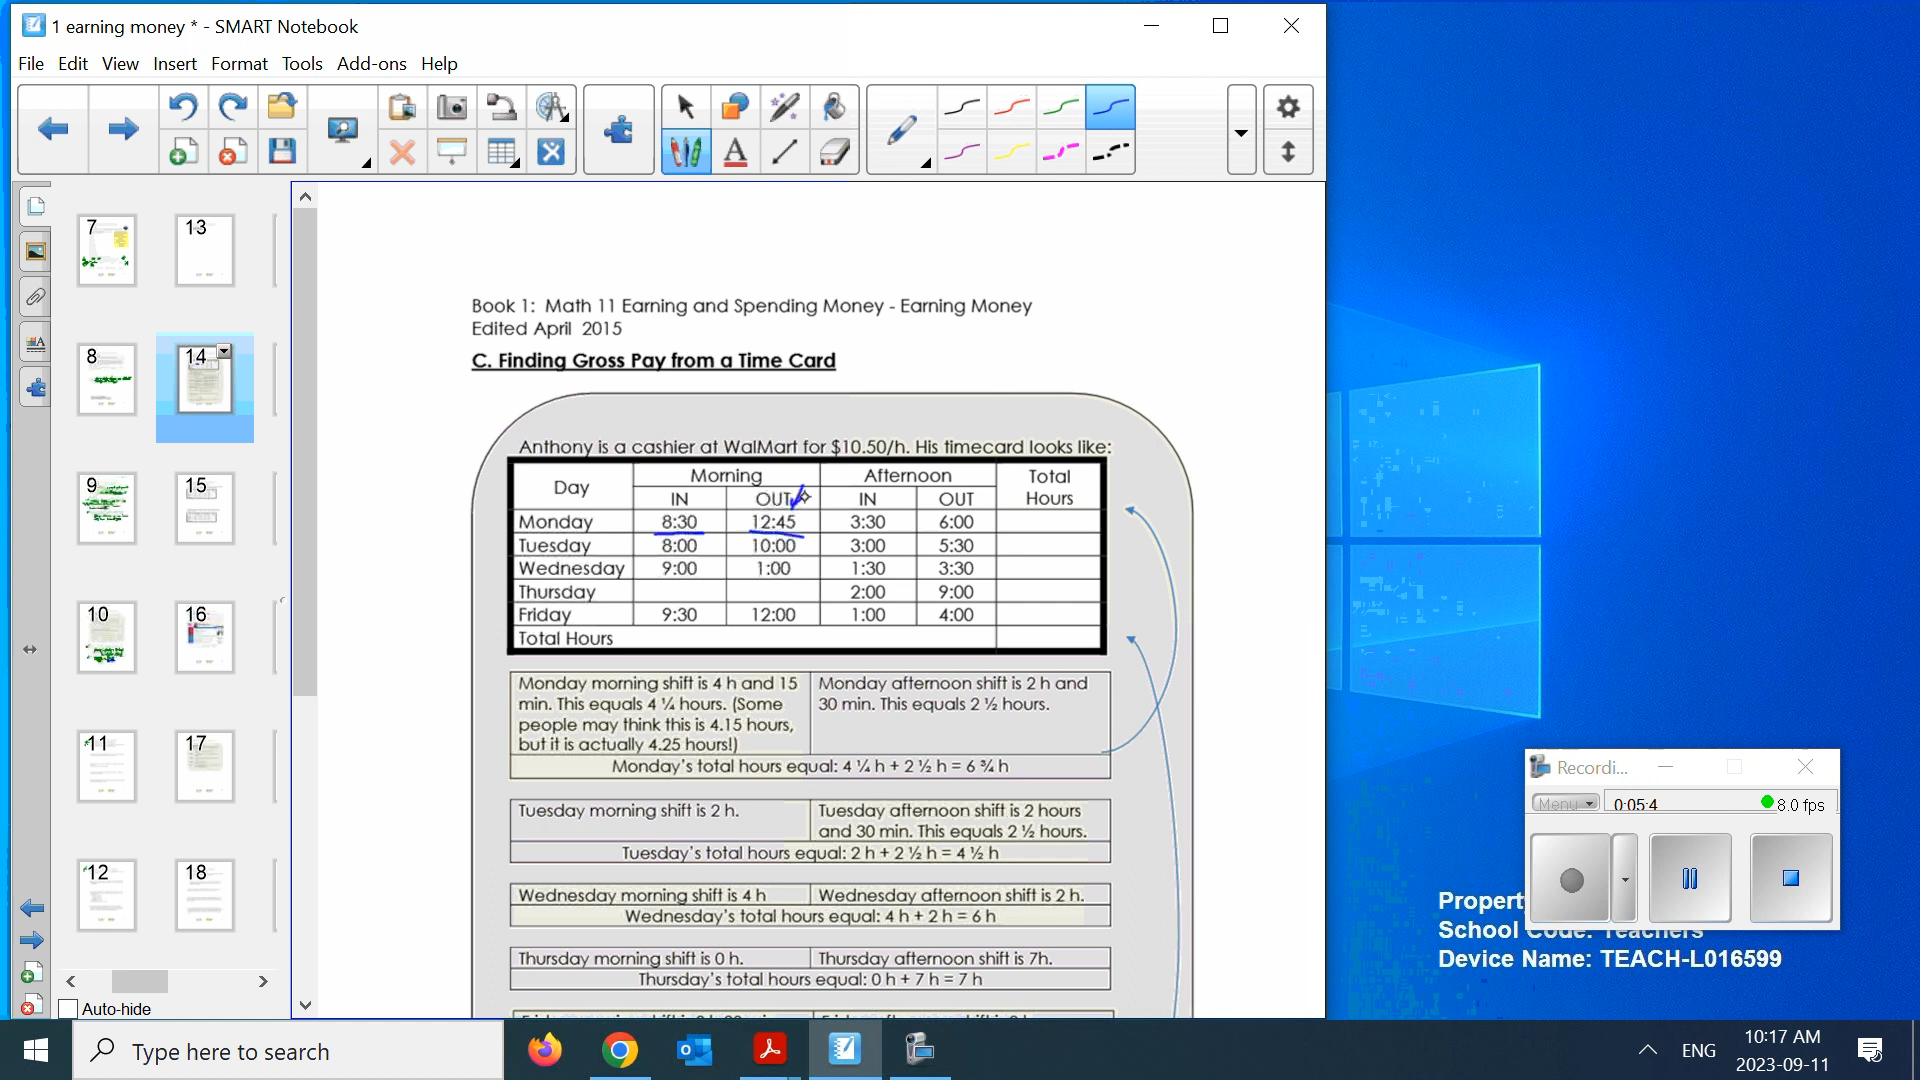 1 earning money * - SMART Notebook
File Edit View Insert Format Tools Add-ons Help
7 13
8 14
9 15
10 16
11 17
12 18
Auto-hide
Book 1: Math 11 Earning and Spending Money - Earning Money
Edited April 2015
C. Finding Gross Pay from a Time Card
Anthony is a cashier at WalMart for $10.50/h. His timecard looks like:
Day Morning Afternoon Total Hours
IN OUT IN OUT
Monday 8:30 12:45 3:30 6:00
Tuesday 8:00 10:00 3:00 5:30
Wednesday 9:00 1:00 1:30 3:30
Thursday 2:00 9:00
Friday 9:30 12:00 1:00 4:00
Total Hours
Monday morning shift is 4 h and 15
min. This equals 4 ¼ hours. (Some
people may think this is 4.15 hours,
but it is actually 4.25 hours!)
Monday afternoon shift is 2 h and
30 min. This equals 2 ½ hours.
Monday's total hours equal: 4 ¼ h + 2 ½ h = 6 ¾ h
Tuesday morning shift is 2 h.
Tuesday afternoon shift is 2 hours
and 30 min. This equals 2 ½ hours.
Tuesday's total hours equal: 2 h + 2 ½ h = 4 ½ h
Wednesday morning shift is 4 h
Wednesday afternoon shift is 2 h.
Wednesday's total hours equal: 4 h + 2 h = 6 h
Thursday morning shift is 0 h.
Thursday afternoon shift is 7h.
Thursday's total hours equal: 0 h + 7 h = 7 h
Recordi...
Menu 0:05:4 8.0 fps
Propert
School Code: Teachers
Device Name: TEACH-L016599
Type here to search
ENG
10:17 AM
2023-09-11